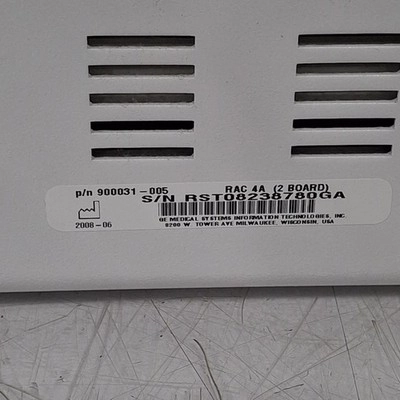 p/n 900031-005 RAC 4A (2 BOARD)
S/N RST08238780GA
GE MEDICAL SYSTEMS INFORMATION TECHNOLOGIES, INC.
2008-06 8200 W. TOWER AVE MILWAUKEE, WISCONSIN, USA